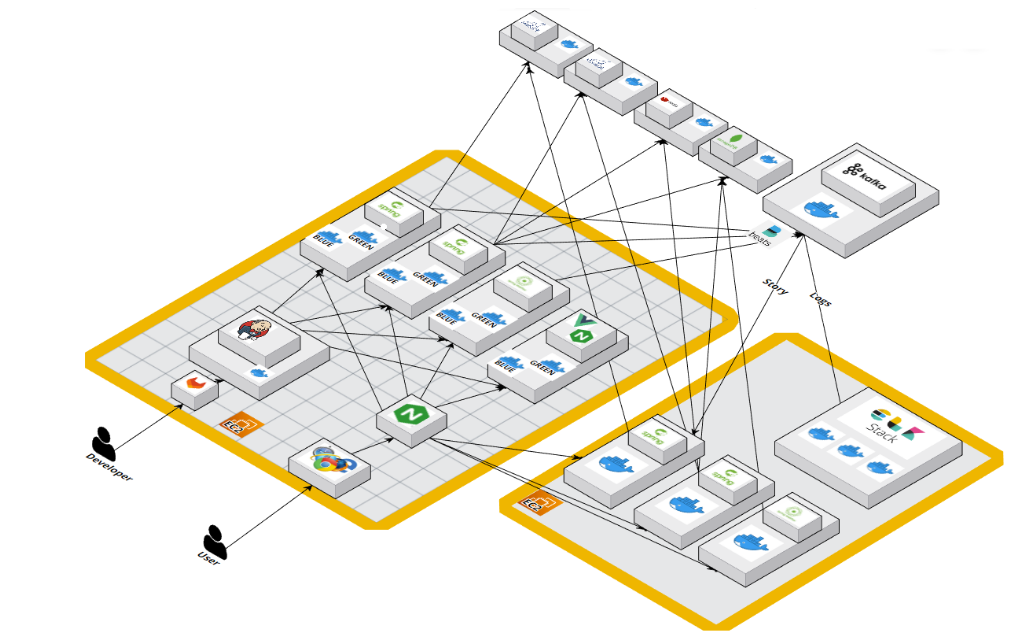 kafka
beats
Story
Logs
spring
BLUE
GREEN
spring
BLUE
GREEN
BLUE
GREEN
BLUE
GREEN
N
N
EC2
Developer
User
Stack
spring
spring
EC2